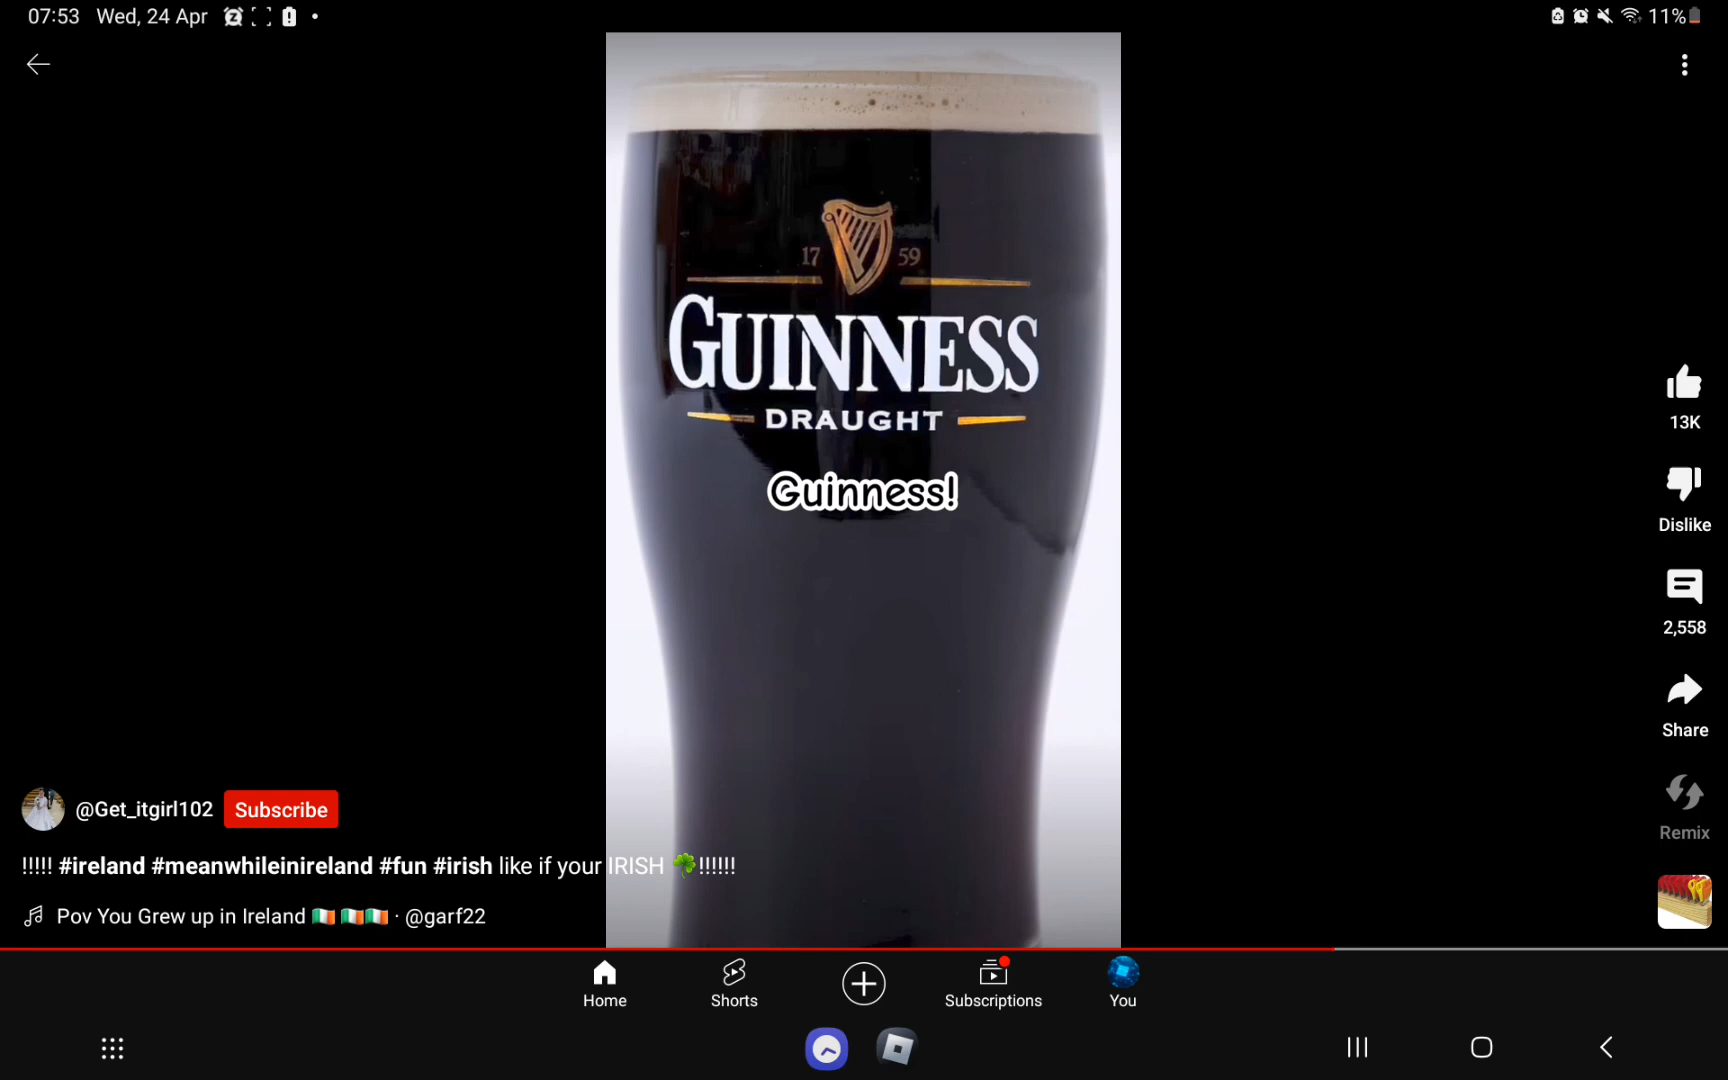 07:53 Wed, 24 Apr
11%
17 59
GUINNESS
DRAUGHT
Guinness!
13K
Dislike
2,558
Share
Remix
@Get_itgirl102 Subscribe
!!!!! #ireland #meanwhileinireland #fun #irish like if your IRISH ☘️!!!!!!
Pov You Grew up in Ireland 🇮🇪 🇮🇪🇮🇪 · @garf22
Home Shorts Subscriptions You